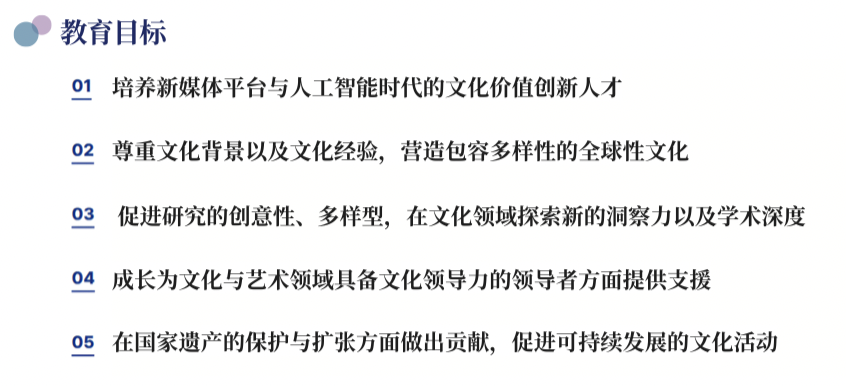 教育目标
01 培养新媒体平台与人工智能时代的文化价值创新人才
02 尊重文化背景以及文化经验，营造包容多样性的全球性文化
03 促进研究的创意性、多样型，在文化领域探索新的洞察力以及学术深度
04 成长为文化与艺术领域具备文化领导力的领导者方面提供支援
05 在国家遗产的保护与扩张方面做出贡献，促进可持续发展的文化活动